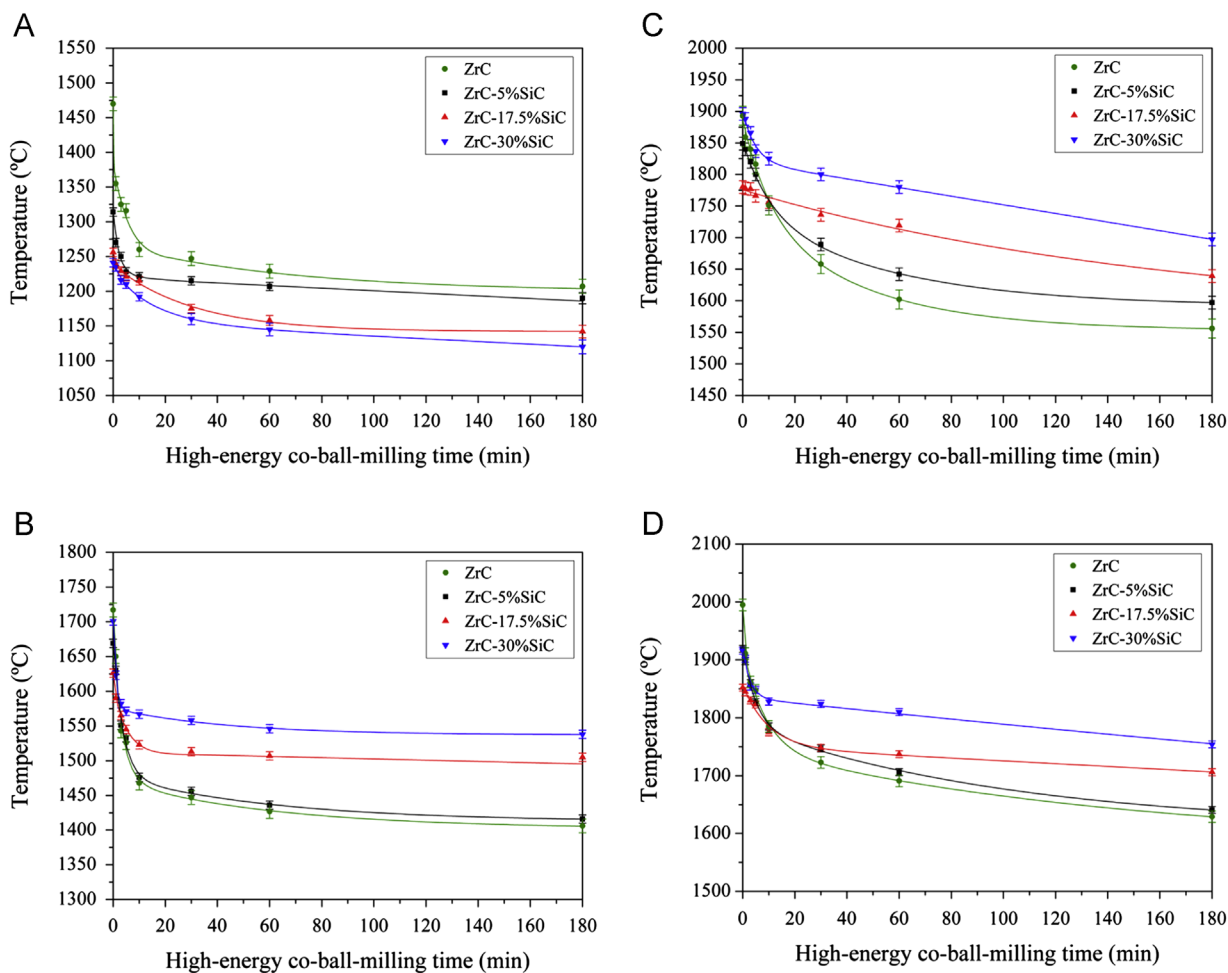 A
1550
1500
1450
1400
1350
1300
1250
1200
1150
1100
1050
Temperature (ºC)
ZrC
ZrC-5%SiC
ZrC-17.5%SiC
ZrC-30%SiC
0 20 40 60 80 100 120 140 160 180
High-energy co-ball-milling time (min)
B
1800
1750
1700
1650
1600
1550
1500
1450
1400
1350
1300
Temperature (ºC)
ZrC
ZrC-5%SiC
ZrC-17.5%SiC
ZrC-30%SiC
0 20 40 60 80 100 120 140 160 180
High-energy co-ball-milling time (min)
C
2000
1950
1900
1850
1800
1750
1700
1650
1600
1550
1500
1450
Temperature (ºC)
ZrC
ZrC-5%SiC
ZrC-17.5%SiC
ZrC-30%SiC
0 20 40 60 80 100 120 140 160 180
High-energy co-ball-milling time (min)
D
2100
2000
1900
1800
1700
1600
1500
Temperature (ºC)
ZrC
ZrC-5%SiC
ZrC-17.5%SiC
ZrC-30%SiC
0 20 40 60 80 100 120 140 160 180
High-energy co-ball-milling time (min)